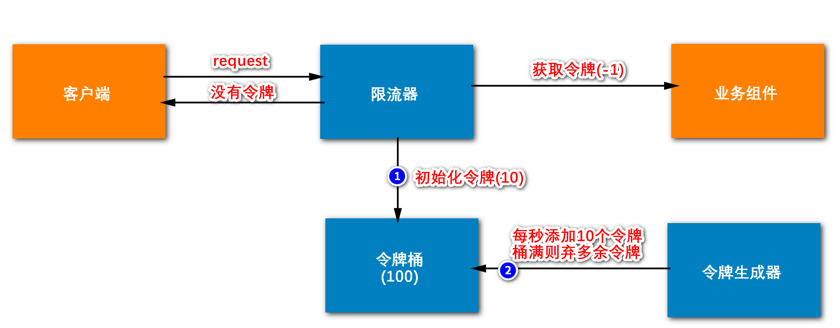 request
客户端
没有令牌
限流器
获取令牌(-1)
业务组件
1
初始化令牌(10)
令牌桶
(100)
每秒添加10个令牌
桶满则弃多余令牌
2
令牌生成器